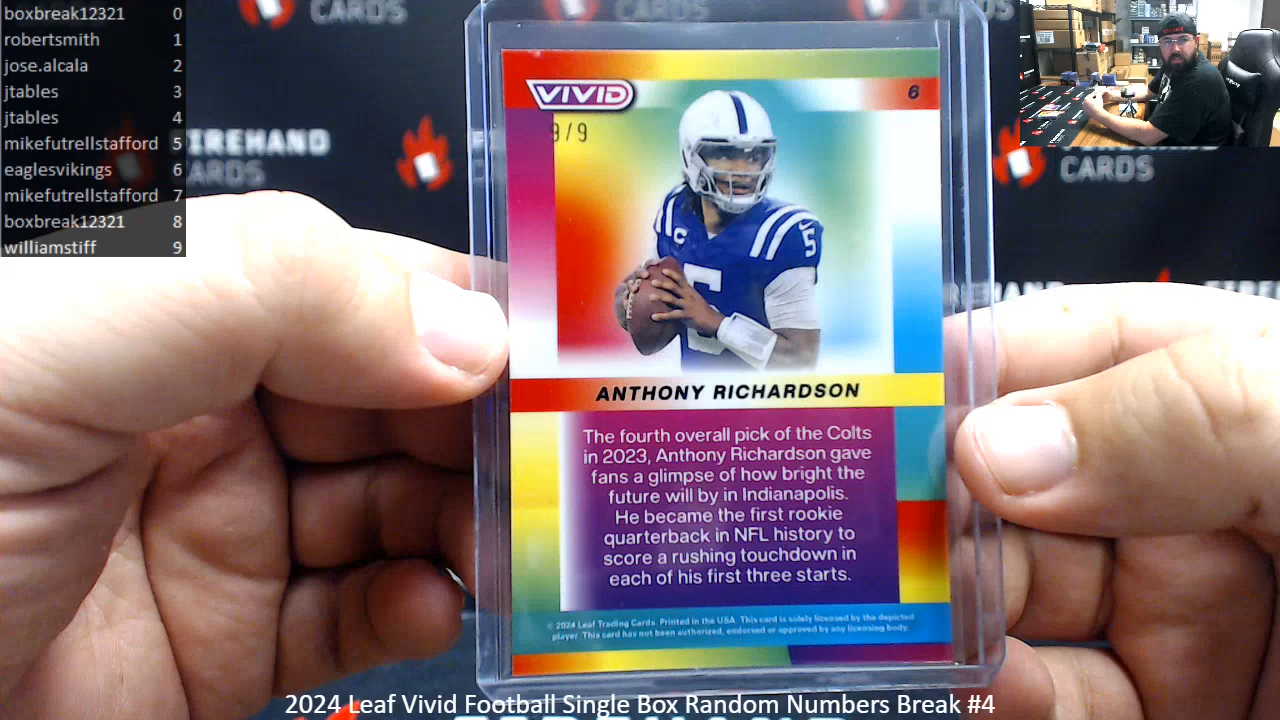 boxbreak12321 0
robertsmith 1
jose.alcala 2
jtables 3
jtables 4
mikefutrellstafford 5
eaglesvikings 6
mikefutrellstafford 7
boxbreak12321 8
williamstiff 9
CARDS
FIREHAND
CARDS
CARDS
VIVID
6
9/9
C
5
5
ANTHONY RICHARDSON
The fourth overall pick of the Colts
in 2023, Anthony Richardson gave
fans a glimpse of how bright the
future will by in Indianapolis.
He became the first rookie
quarterback in NFL history to
score a rushing touchdown in
each of his first three starts.
© 2024 Leaf Trading Cards. Printed in the USA. This card is solely licensed by the depicted
player. This card has not been authorized, endorsed or approved by any licensing body.
2024 Leaf Vivid Football Single Box Random Numbers Break #4